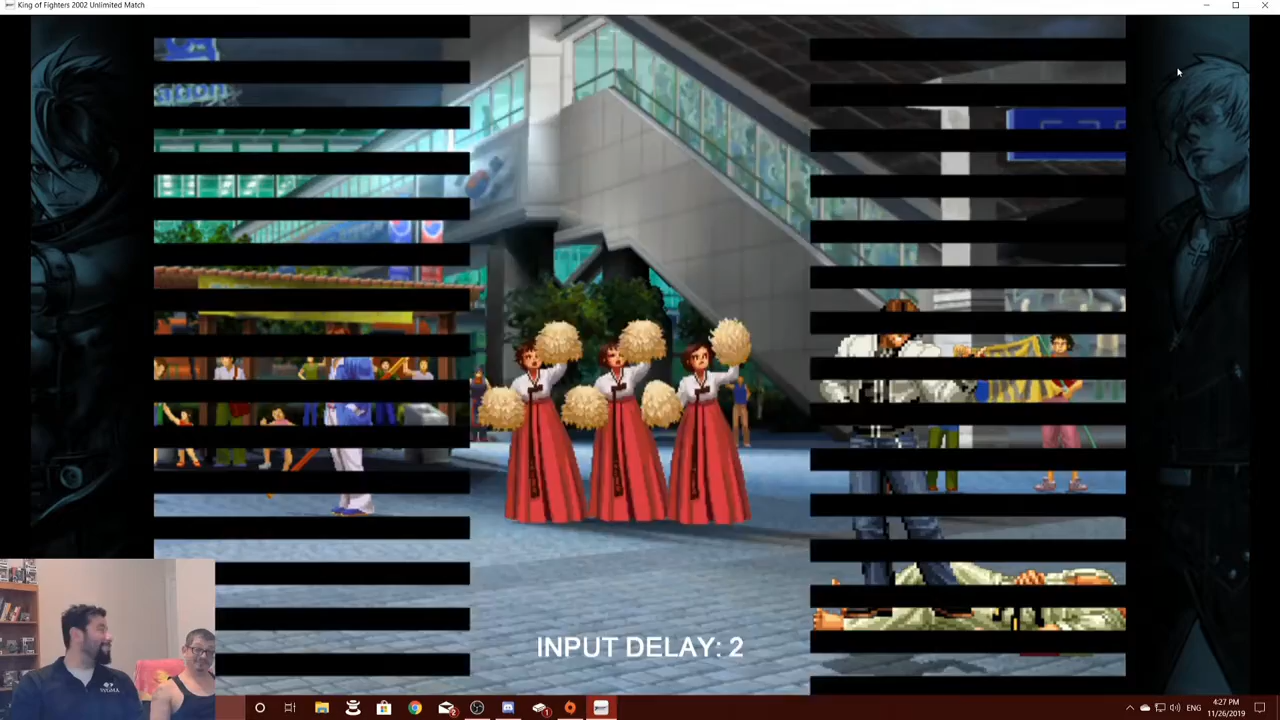 King of Fighters 2002 Unlimited Match
INPUT DELAY: 2
ENG
4:27 PM
11/26/2019